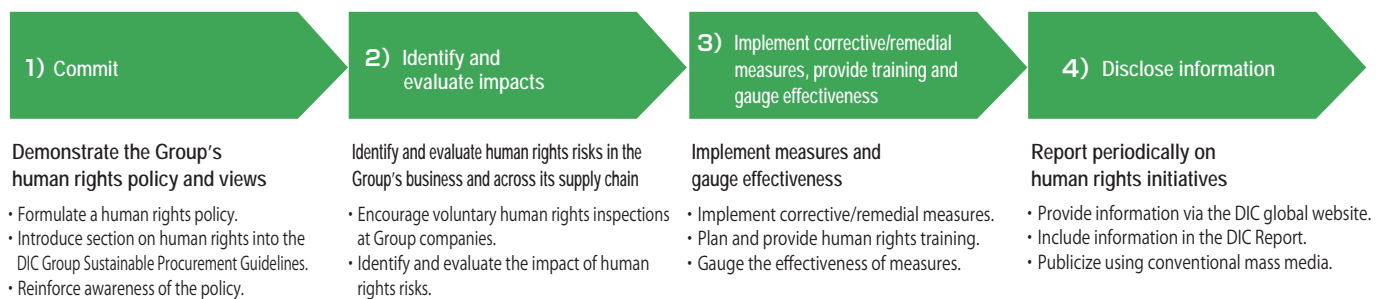 1) Commit
Demonstrate the Group's
human rights policy and views
・Formulate a human rights policy.
・Introduce section on human rights into the
DIC Group Sustainable Procurement Guidelines.
・Reinforce awareness of the policy.
2) Identify and
evaluate impacts
Identify and evaluate human rights risks in the
Group's business and across its supply chain
・Encourage voluntary human rights inspections
at Group companies.
・Identify and evaluate the impact of human
rights risks.
3) Implement corrective/remedial
measures, provide training and
gauge effectiveness
Implement measures and
gauge effectiveness
・Implement corrective/remedial measures.
・Plan and provide human rights training.
・Gauge the effectiveness of measures.
4) Disclose information
Report periodically on
human rights initiatives
・Provide information via the DIC global website.
・Include information in the DIC Report.
・Publicize using conventional mass media.